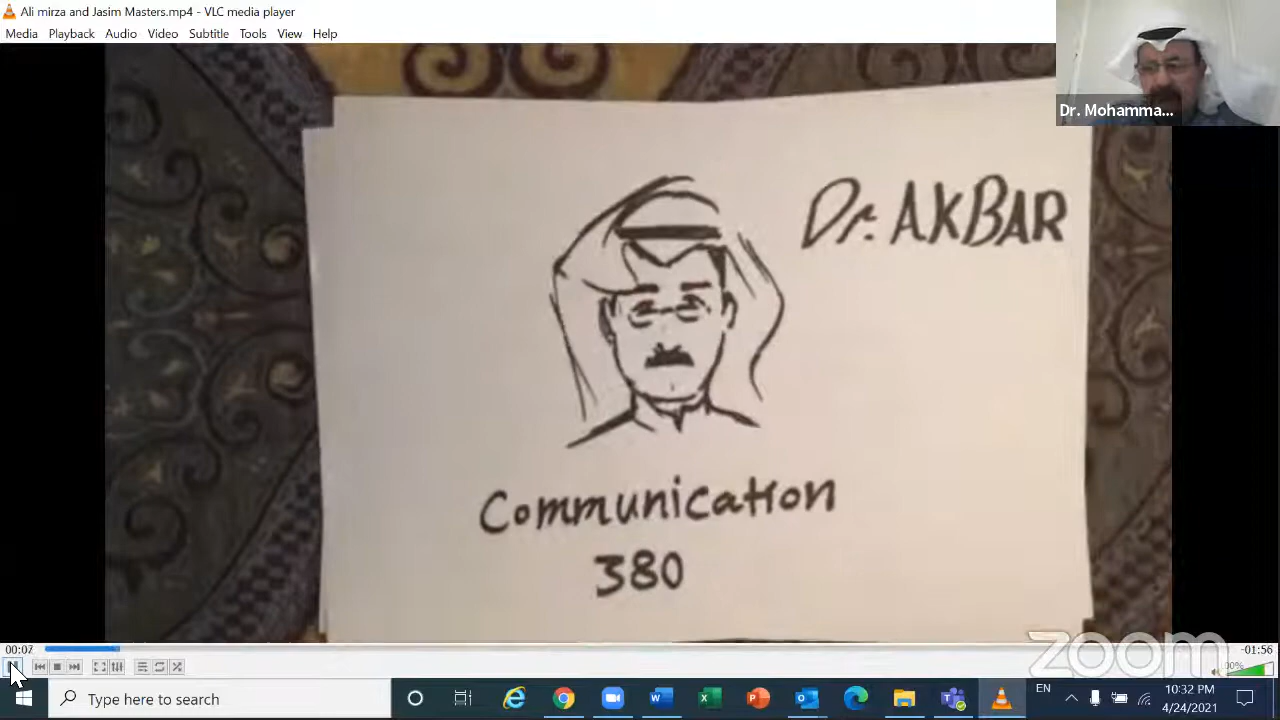 Ali mirza and Jasim Masters.mp4 - VLC media player
Media Playback Audio Video Subtitle Tools View Help
Dr. Mohamma...
Dr. AKBAR
Communication
380
00:02
-01:56
zoom
Type here to search
EN
10:32 PM
4/24/2021